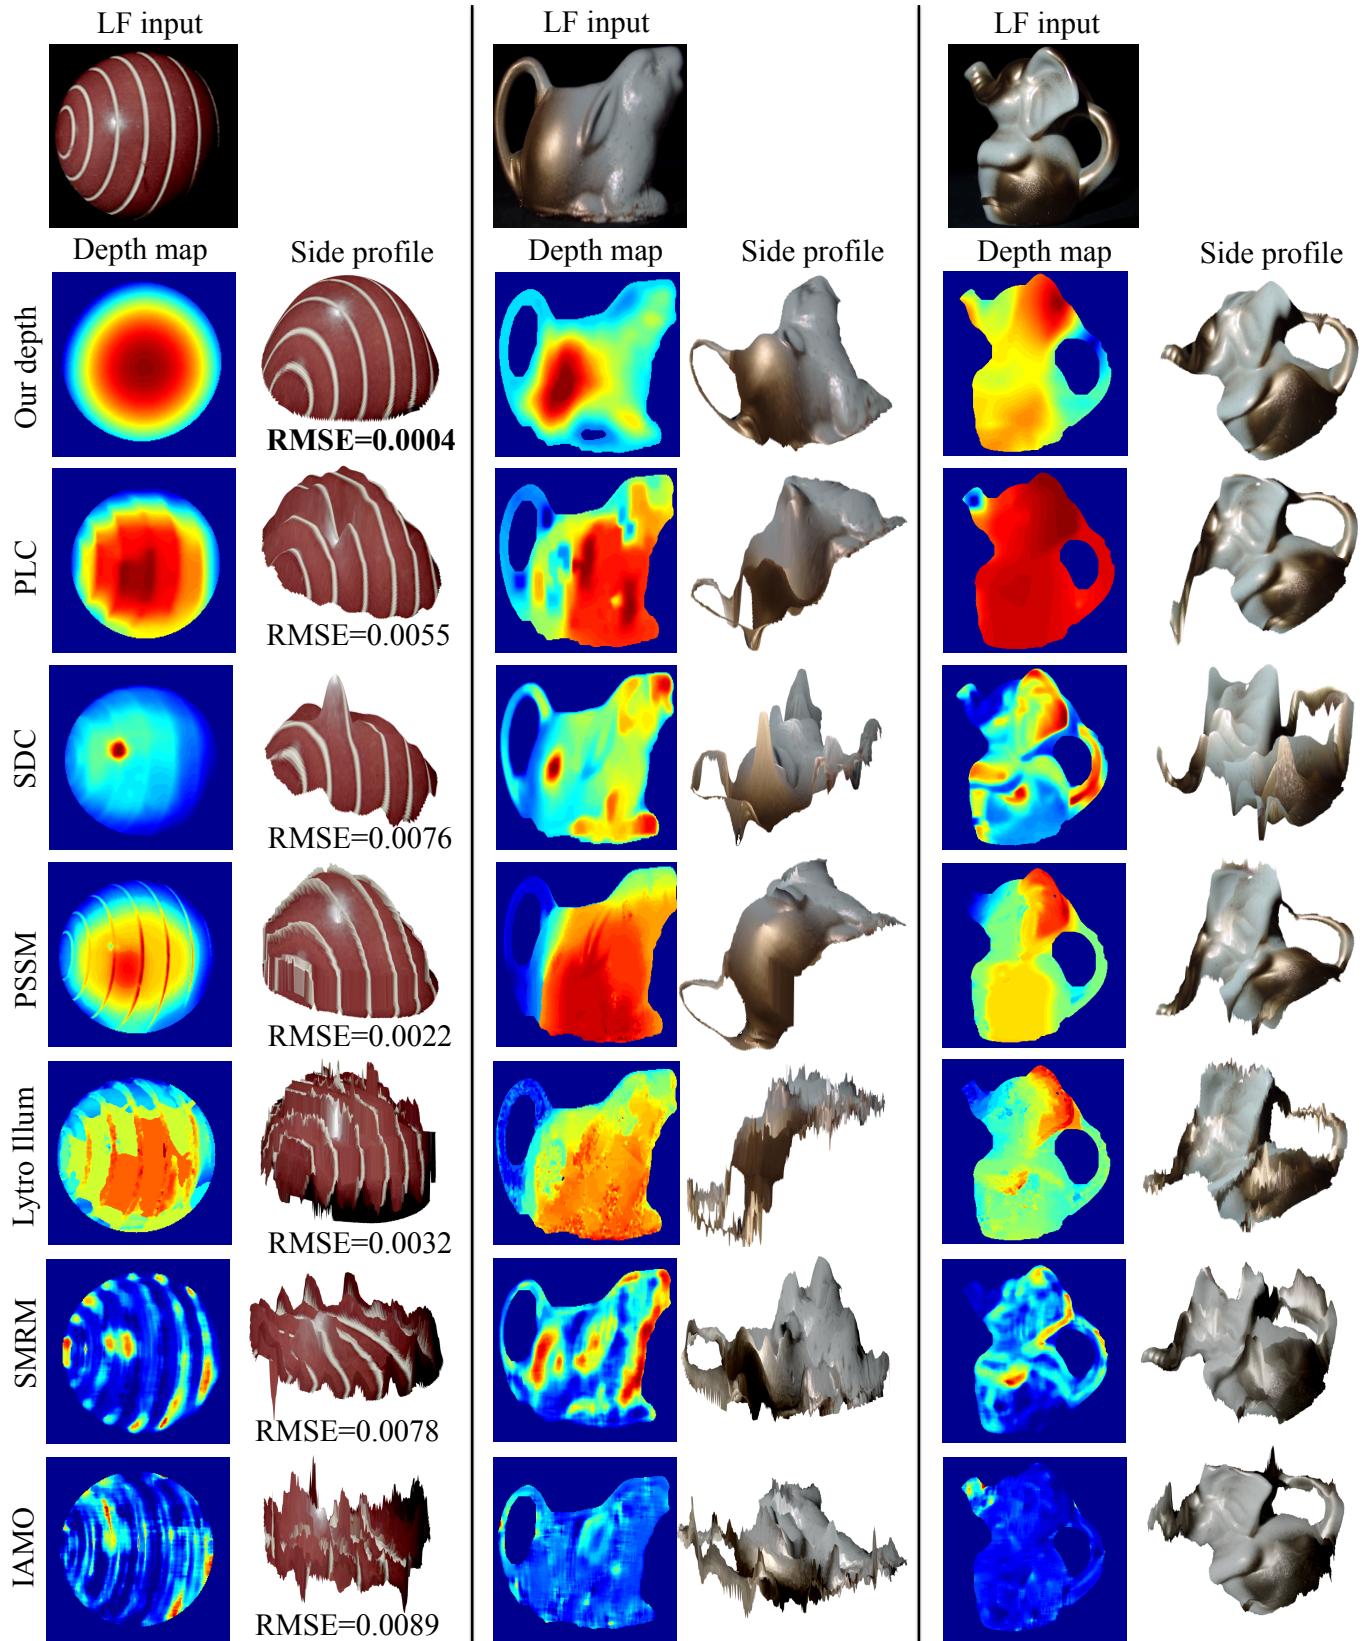 LF input
LF input
LF input
Depth map
Side profile
Depth map
Side profile
Depth map
Side profile
Our depth
RMSE=0.0004
PLC
RMSE=0.0055
SDC
RMSE=0.0076
PSSM
RMSE=0.0022
Lytro Illum
RMSE=0.0032
SMRM
RMSE=0.0078
IAMO
RMSE=0.0089